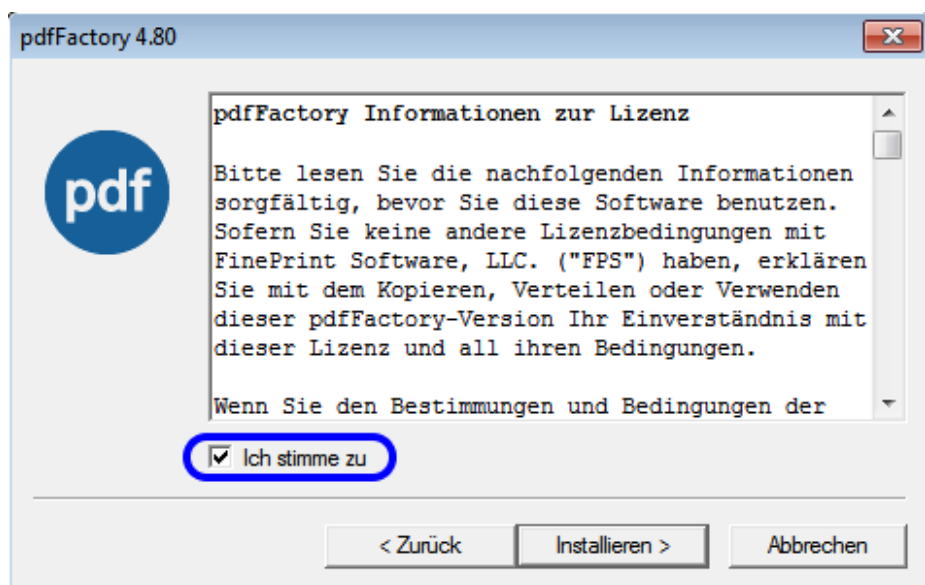 pdfFactory 4.80
pdfFactory Informationen zur Lizenz
pdf
Bitte lesen Sie die nachfolgenden Informationen
sorgfältig, bevor Sie diese Software benutzen.
Sofern Sie keine andere Lizenzbedingungen mit
FinePrint Software, LLC. ("FPS") haben, erklären
Sie mit dem Kopieren, Verteilen oder Verwenden
dieser pdfFactory-Version Ihr Einverständnis mit
dieser Lizenz und all ihren Bedingungen.
Wenn Sie den Bestimmungen und Bedingungen der
Ich stimme zu
< Zurück
Installieren >
Abbrechen